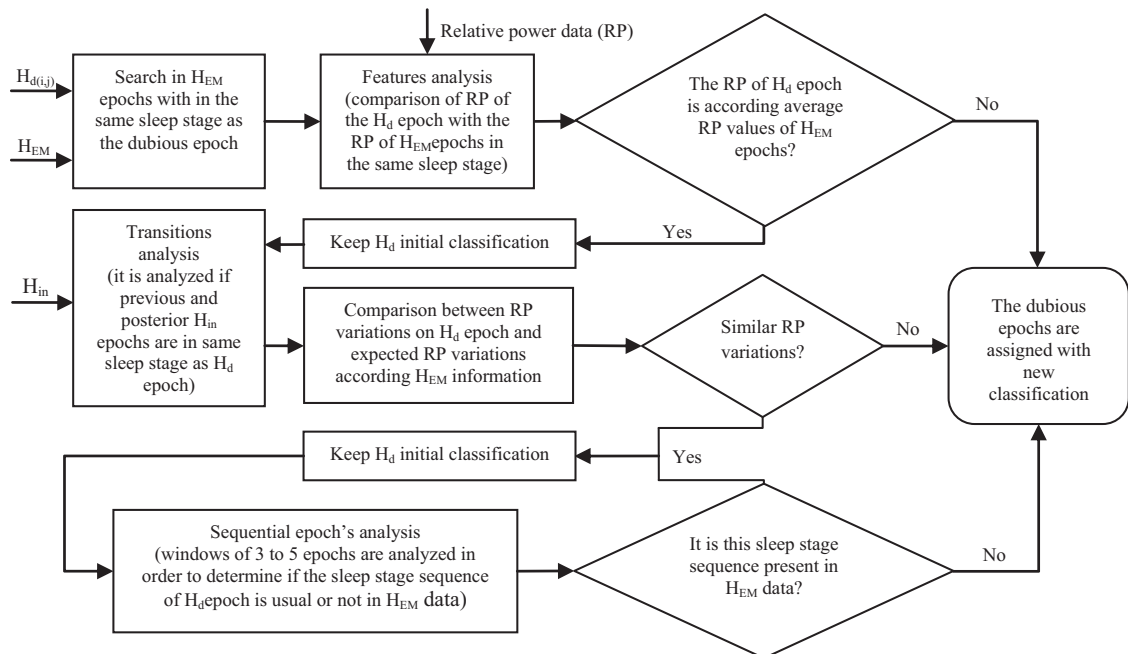 Relative power data (RP)
H_d(i,j)
H_EM
Search in H_EM
epochs with in the
same sleep stage as
the dubious epoch
Features analysis
(comparison of RP of
the H_d epoch with the
RP of H_EMepochs in
the same sleep stage)
The RP of H_d epoch
is according average
RP values of H_EM
epochs?
No
Yes
Keep H_d initial classification
H_in
Transitions
analysis
(it is analyzed if
previous and
posterior H_in
epochs are in same
sleep stage as H_d
epoch)
Comparison between RP
variations on H_d epoch and
expected RP variations
according H_EM information
Similar RP
variations?
No
The dubious
epochs are
assigned with
new
classification
Keep H_d initial classification
Yes
Sequential epoch's analysis
(windows of 3 to 5 epochs are analyzed in
order to determine if the sleep stage sequence
of H_depoch is usual or not in H_EM data)
It is this sleep stage
sequence present in
H_EM data?
No